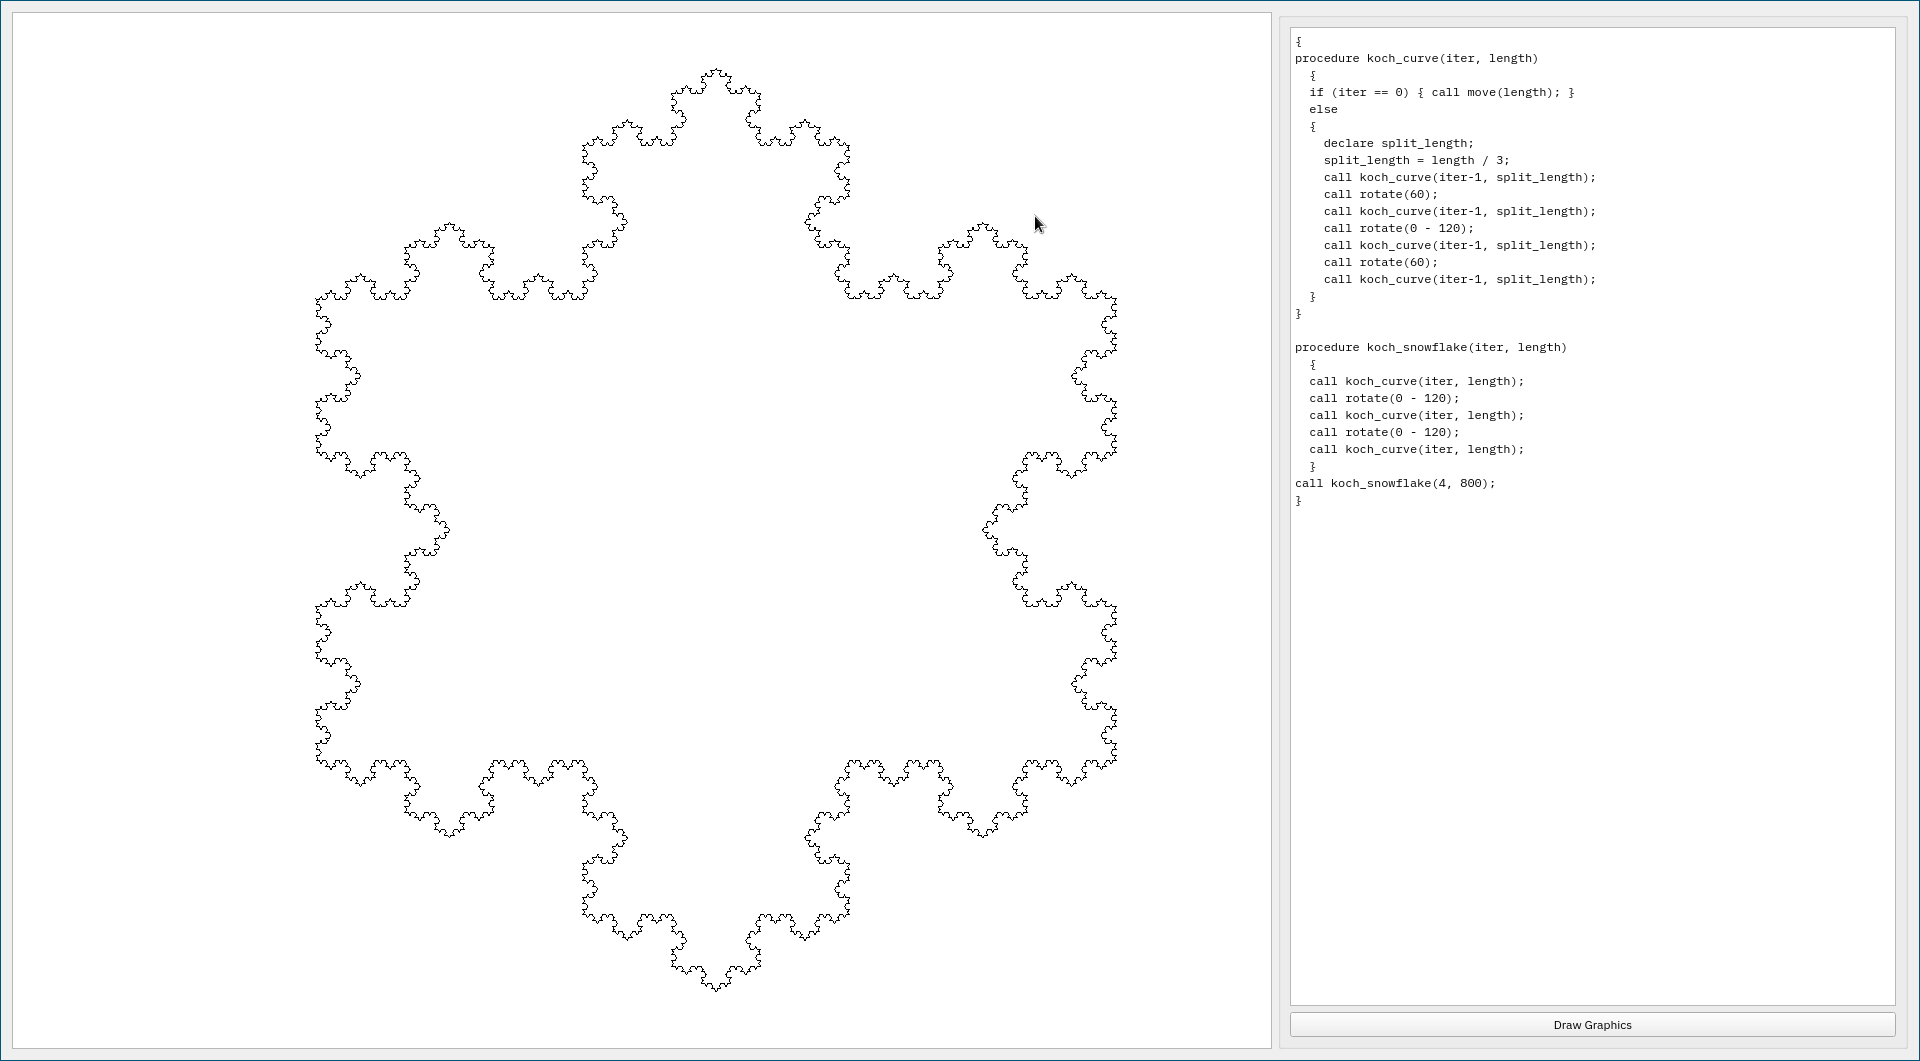 {
procedure koch_curve(iter, length)
  {
  if (iter == 0) { call move(length); }
  else
  {
    declare split_length;
    split_length = length / 3;
    call koch_curve(iter-1, split_length);
    call rotate(60);
    call koch_curve(iter-1, split_length);
    call rotate(0 - 120);
    call koch_curve(iter-1, split_length);
    call rotate(60);
    call koch_curve(iter-1, split_length);
  }
}

procedure koch_snowflake(iter, length)
  {
  call koch_curve(iter, length);
  call rotate(0 - 120);
  call koch_curve(iter, length);
  call rotate(0 - 120);
  call koch_curve(iter, length);
  }
call koch_snowflake(4, 800);
}
Draw Graphics